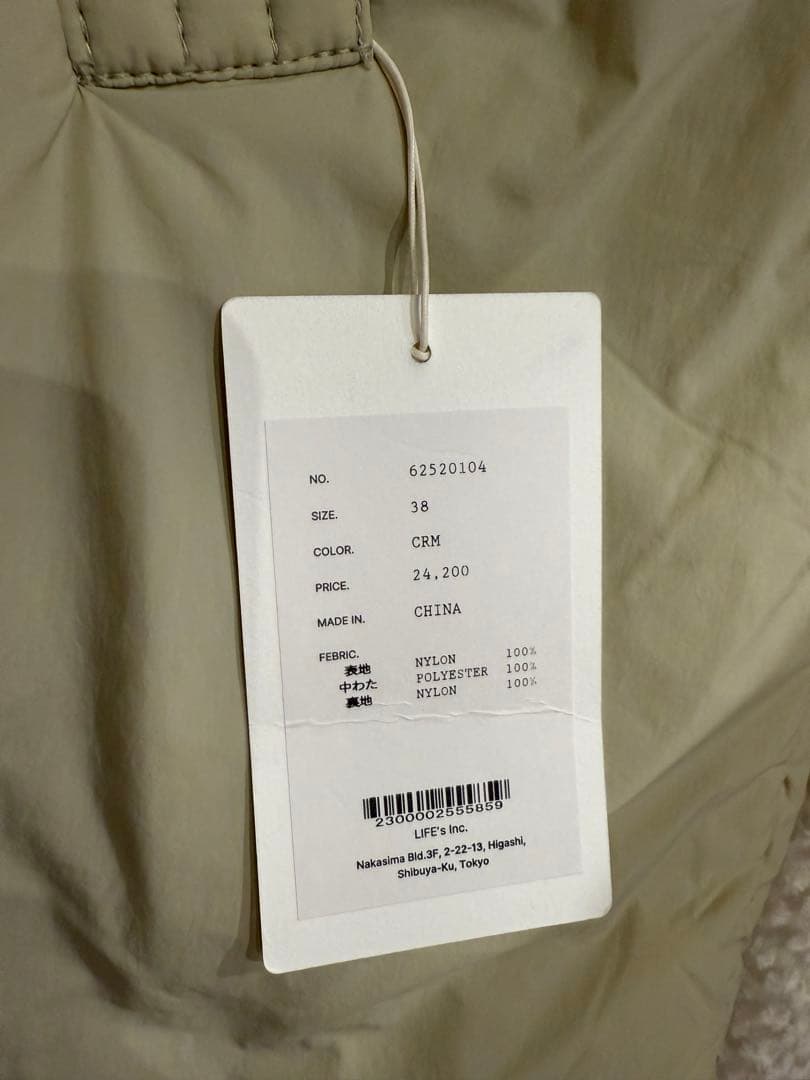 NO. 62520104
SIZE. 38
COLOR. CRM
PRICE. 24,200
MADE IN. CHINA
FEBRIC.
表地 NYLON 100%
中わた POLYESTER 100%
裏地 NYLON 100%
2300002555859
LIFE's Inc.
Nakasima Bld.3F, 2-22-13, Higashi,
Shibuya-Ku, Tokyo